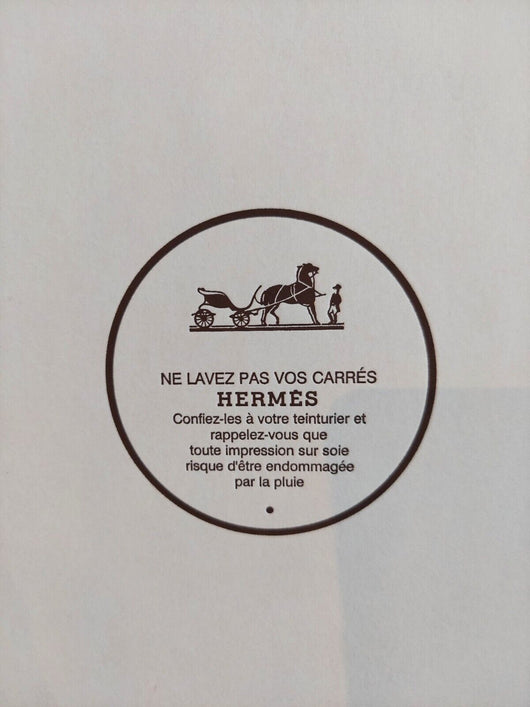 NE LAVEZ PAS VOS CARRÉS
HERMÈS
Confiez-les à votre teinturier et
rappelez-vous que
toute impression sur soie
risque d'être endommagée
par la pluie